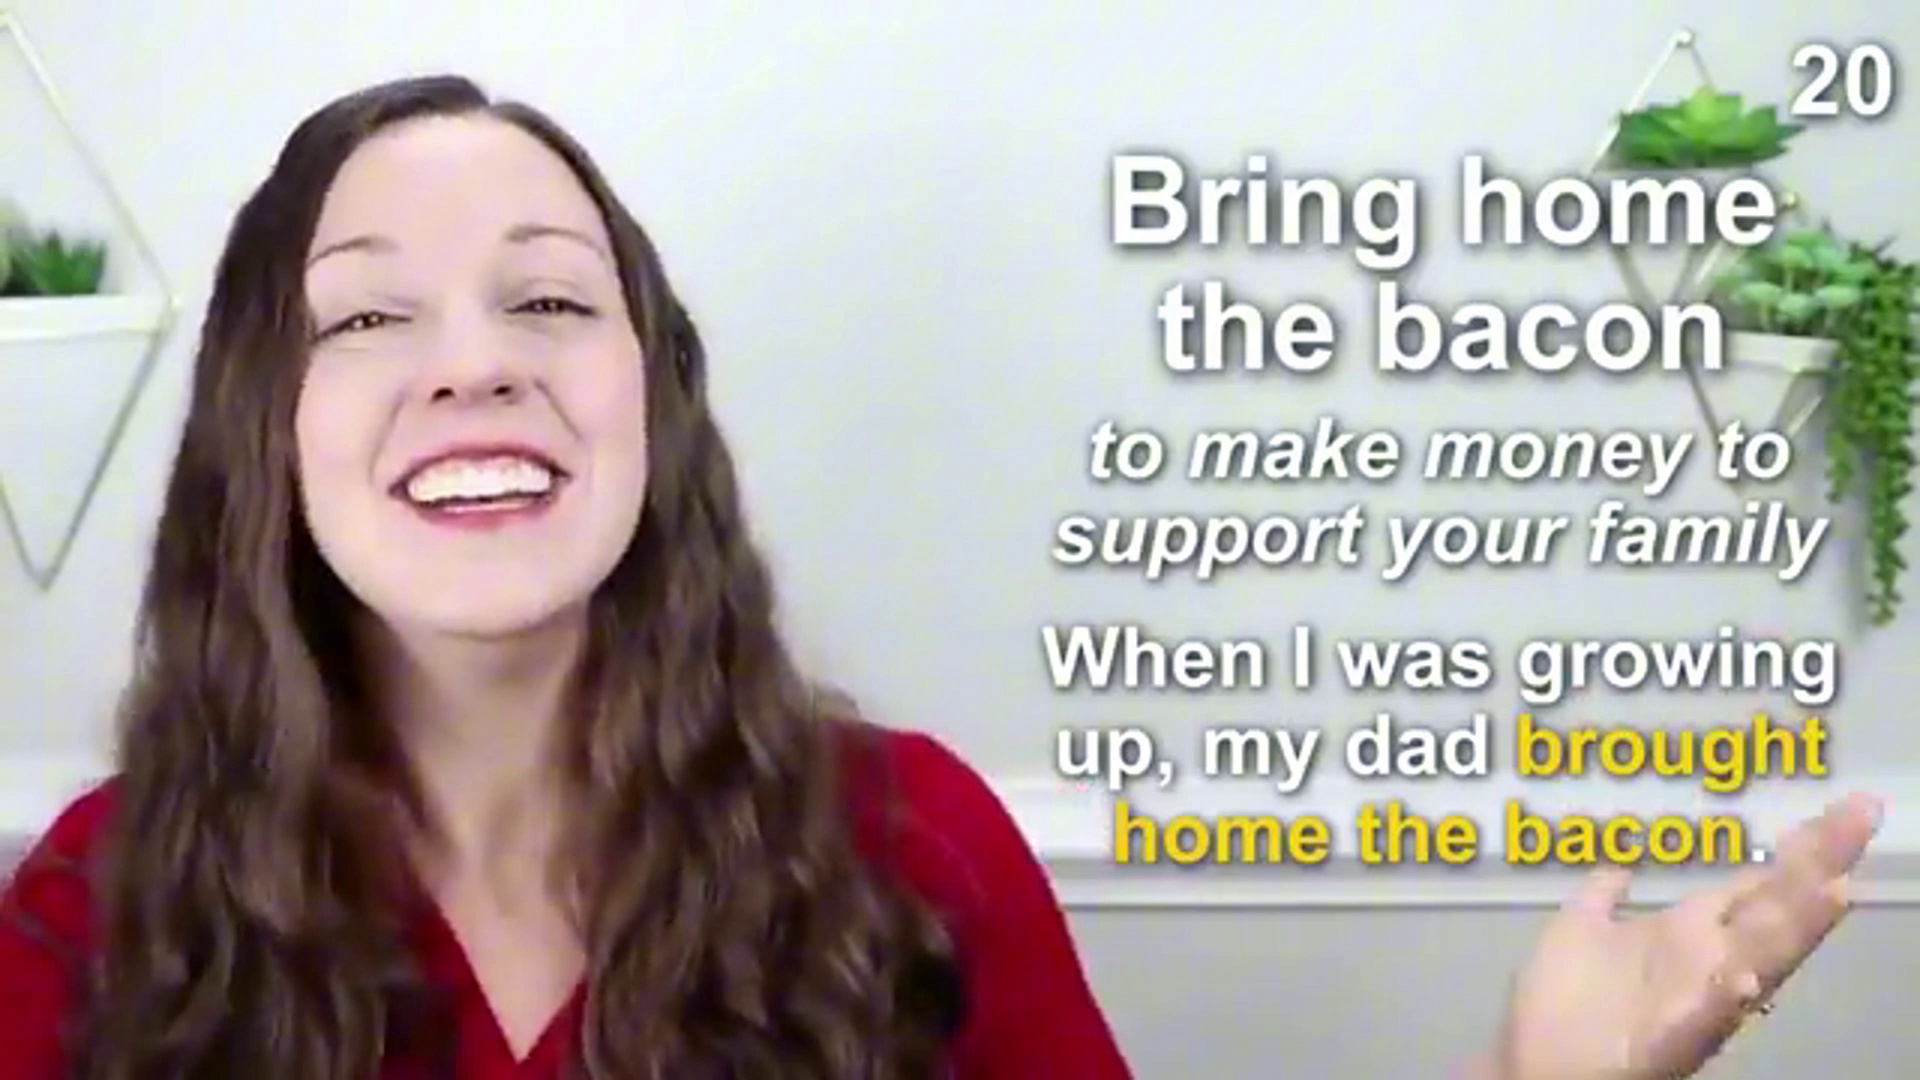 20
Bring home
the bacon
to make money to
support your family
When I was growing
up, my dad brought
home the bacon.